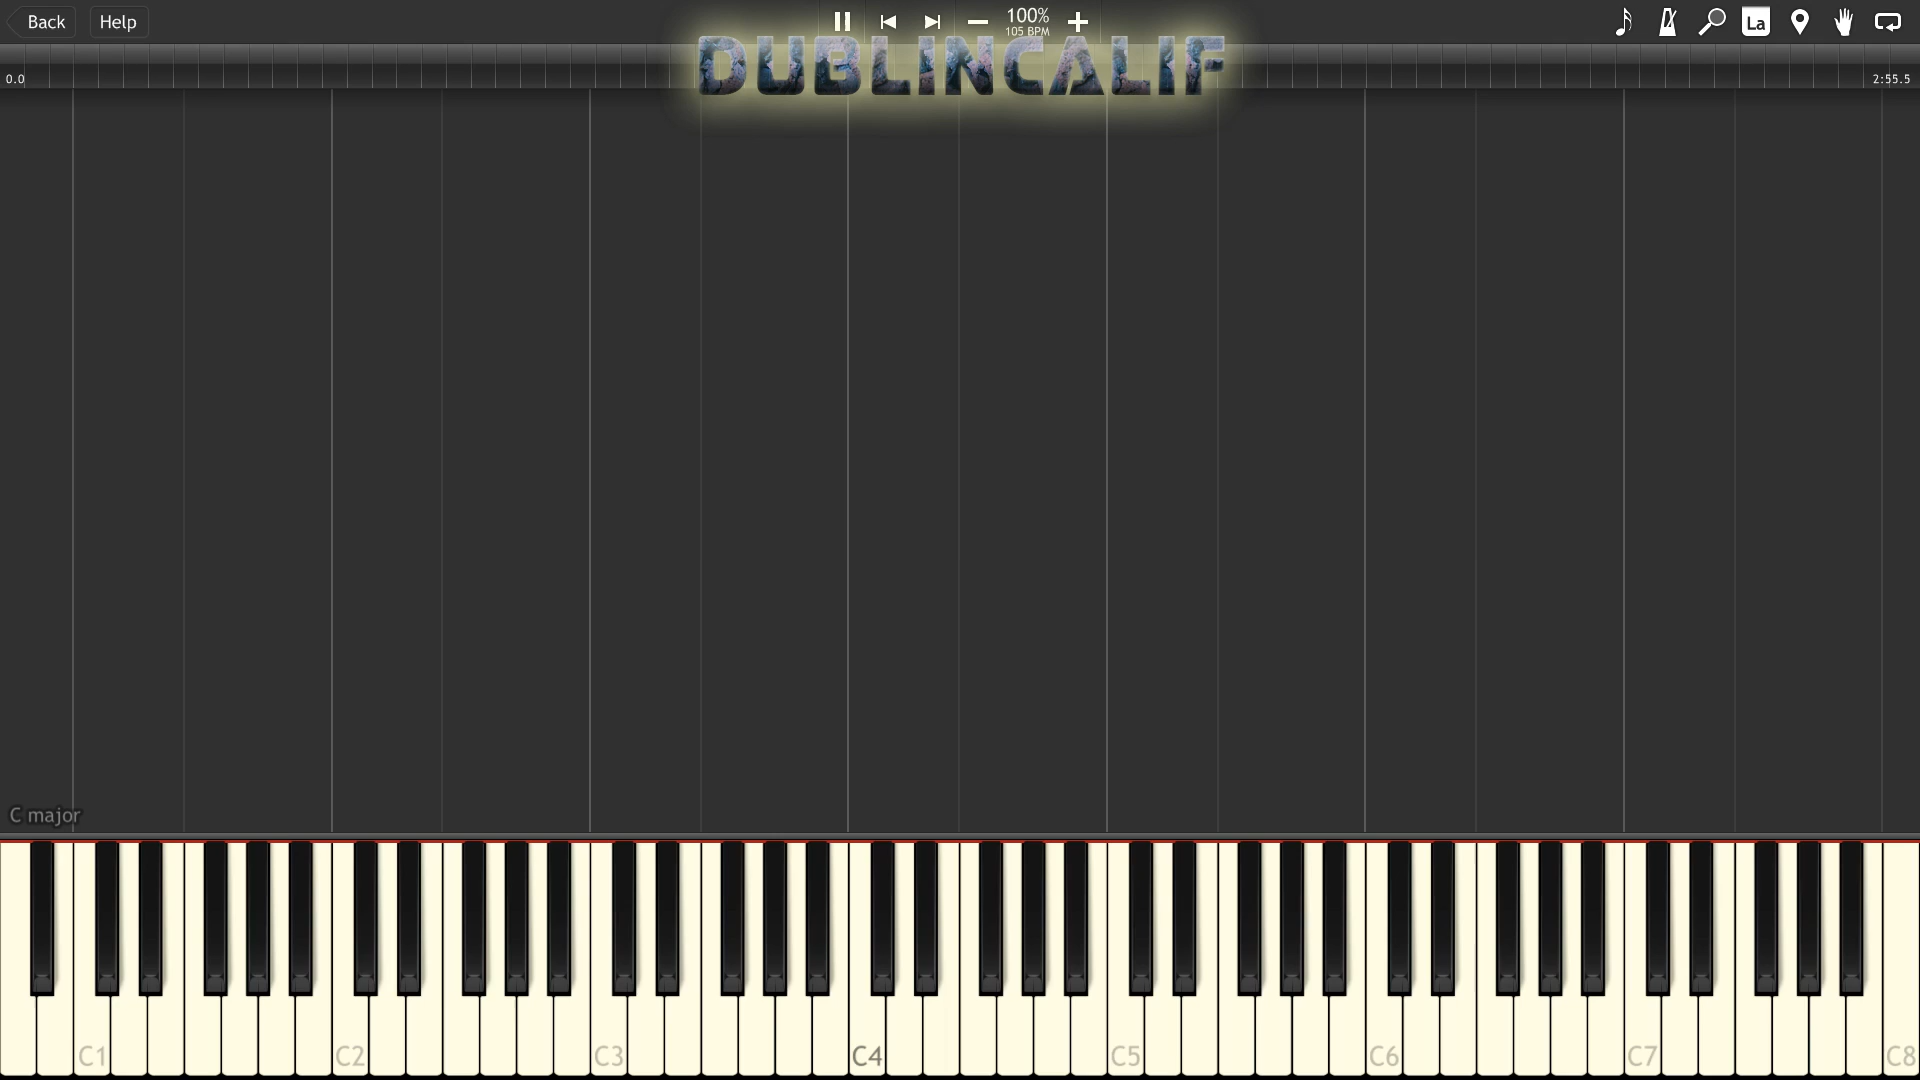 Back
Help
100%
105 BPM
La
DUBLINCALIF
0.0
2:55.5
C major
C1
C2
C3
C4
C5
C6
C7
C8